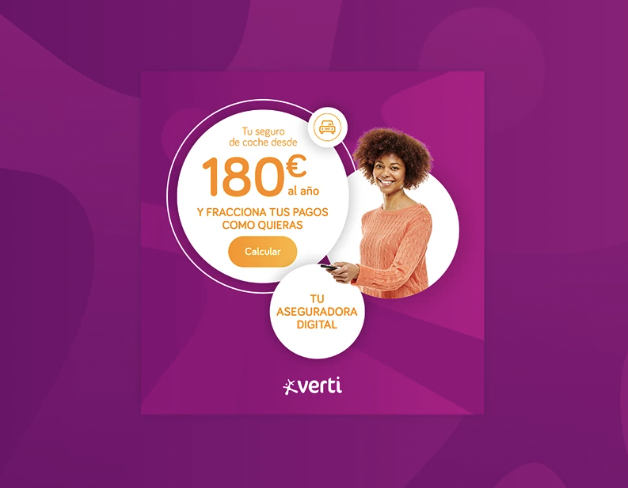 Tu seguro
de coche desde
180€
al año
Y FRACCIONA TUS PAGOS
COMO QUIERAS
Calcular
TU
ASEGURADORA
DIGITAL
verti